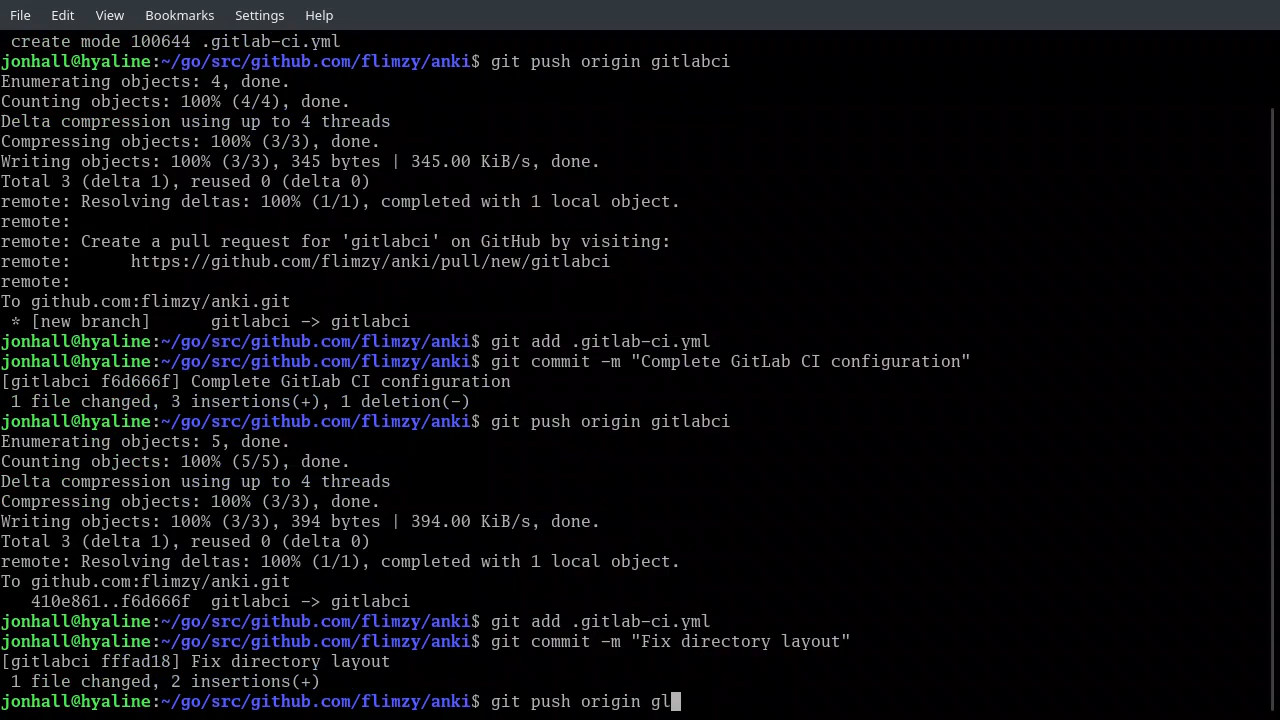 File Edit View Bookmarks Settings Help
 create mode 100644 .gitlab-ci.yml
jonhall@hyaline:~/go/src/github.com/flimzy/anki$ git push origin gitlabci
Enumerating objects: 4, done.
Counting objects: 100% (4/4), done.
Delta compression using up to 4 threads
Compressing objects: 100% (3/3), done.
Writing objects: 100% (3/3), 345 bytes | 345.00 KiB/s, done.
Total 3 (delta 1), reused 0 (delta 0)
remote: Resolving deltas: 100% (1/1), completed with 1 local object.
remote:
remote: Create a pull request for 'gitlabci' on GitHub by visiting:
remote:      https://github.com/flimzy/anki/pull/new/gitlabci
remote:
To github.com:flimzy/anki.git
 * [new branch]      gitlabci -> gitlabci
jonhall@hyaline:~/go/src/github.com/flimzy/anki$ git add .gitlab-ci.yml
jonhall@hyaline:~/go/src/github.com/flimzy/anki$ git commit -m "Complete GitLab CI configuration"
[gitlabci f6d666f] Complete GitLab CI configuration
 1 file changed, 3 insertions(+), 1 deletion(-)
jonhall@hyaline:~/go/src/github.com/flimzy/anki$ git push origin gitlabci
Enumerating objects: 5, done.
Counting objects: 100% (5/5), done.
Delta compression using up to 4 threads
Compressing objects: 100% (3/3), done.
Writing objects: 100% (3/3), 394 bytes | 394.00 KiB/s, done.
Total 3 (delta 1), reused 0 (delta 0)
remote: Resolving deltas: 100% (1/1), completed with 1 local object.
To github.com:flimzy/anki.git
   410e861..f6d666f  gitlabci -> gitlabci
jonhall@hyaline:~/go/src/github.com/flimzy/anki$ git add .gitlab-ci.yml
jonhall@hyaline:~/go/src/github.com/flimzy/anki$ git commit -m "Fix directory layout"
[gitlabci fffad18] Fix directory layout
 1 file changed, 2 insertions(+)
jonhall@hyaline:~/go/src/github.com/flimzy/anki$ git push origin gl